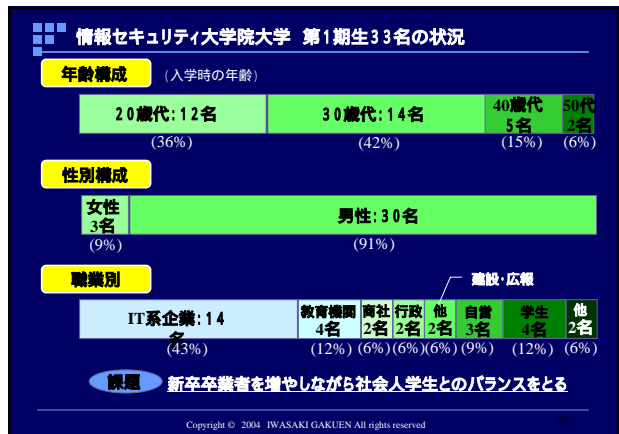 情報セキュリティ大学院大学 第1期生33名の状況
年齢構成 (入学時の年齢)
20歳代:12名 30歳代:14名 40歳代 5名 50代 2名
(36%) (42%) (15%) (6%)
性別構成
女性 3名 男性:30名
(9%) (91%)
職業別 建設・広報
IT系企業:14名 教育機関 4名 商社 2名 行政 2名 他 2名 自営 3名 学生 4名 他 2名
(43%) (12%) (6%) (6%) (6%) (9%) (12%) (6%)
課題 新卒卒業者を増やしながら社会人学生とのバランスをとる
Copyright © 2004 IWASAKI GAKUEN All rights reserved